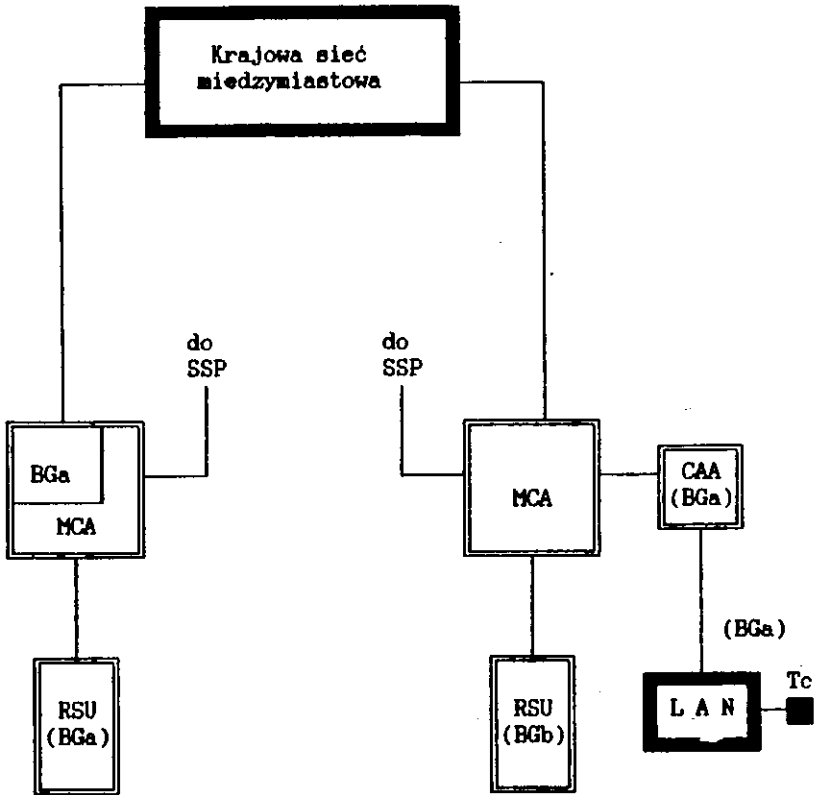 Krajowa sieć
miedzymiastowa
do
SSP
do
SSP
BGa
MCA
MCA
CAA
(BGa)
(BGa)
RSU
(BGa)
RSU
(BGb)
L A N
Tc